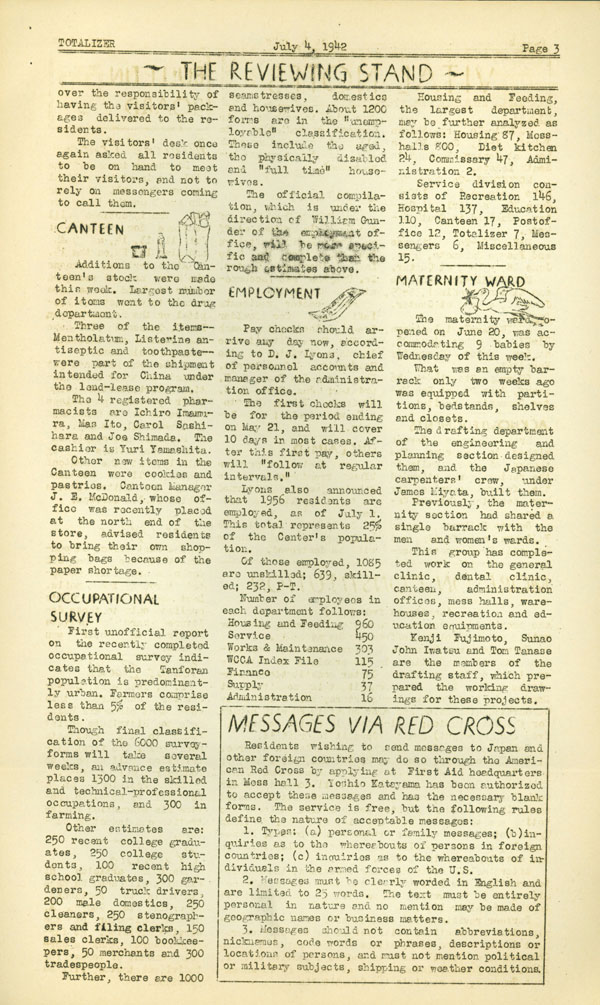 TOTALIZER
July 4, 1942
Page 3
~ THE REVIEWING STAND ~
over the responsibility of
having the visitors' pack-
ages delivered to the re-
sidents.
The visitors' desk once
again asked all residents
to be on hand to meet
their visitors, and not to
rely on messengers coming
to call them.
CANTEEN
Additions to the Can-
teen's stock were made
this week. Largest number
of items went to the drug
department.
Three of the items--
Mentholatum, Listerine an-
tiseptic and toothpaste--
were part of the shipment
intended for China under
the lend-lease program.
The 4 registered phar-
macists are Ichiro Imamu-
ra, Mas Ito, Carol Sashi-
hara and Joe Shimada. The
cashier is Yuri Yamashita.
Other new items in the
Canteen were cookies and
pastries. Canteen Manager
J. E. McDonald, whose of-
fice was recently placed
at the north end of the
store, advised residents
to bring their own shop-
ping bags because of the
paper shortage.
OCCUPATIONAL
SURVEY
First unofficial report
on the recently completed
occupational survey indi-
cates that the Tanforan
population is predominant-
ly urban. Farmers comprise
less than 5% of the resi-
dents.
Though final classifi-
cation of the 6000 survey-
forms will take several
weeks, an advance estimate
places 1300 in the skilled
and technical-professional
occupations, and 300 in
farming.
Other estimates are:
250 recent college gradu-
ates, 250 college stu-
dents, 100 recent high
school graduates, 300 gar-
deners, 50 truck drivers,
200 male domestics, 250
cleaners, 250 stenograph-
ers and filing clerks, 150
sales clerks, 100 bookkee-
pers, 50 merchants and 300
tradespeople.
Further, there are 1000
seamstresses, domestics
and housewives. About 1200
forms are in the "unemp-
loyable" classification.
These include the aged,
the physically disabled
and "full time" house-
wives.
The official compila-
tion, which is under the
direction of William Gun-
der of the employment of-
fice, will be more speci-
fic and complete than the
rough estimates above.
EMPLOYMENT
Pay checks should ar-
rive any day now, accord-
ing to D. J. Lyons, chief
of personnel accounts and
manager of the administra-
tion office.
The first checks will
be for the period ending
on May 21, and will cover
10 days in most cases. Af-
ter this first pay, others
will "follow at regular
intervals."
Lyons also announced
that 1956 residents are
employed, as of July 1.
This total represents 25%
of the Center's popula-
tion.
Of those employed, 1085
are unskilled; 639, skill-
ed; 232, P-T.
Number of employees in
each department follows:
Housing and Feeding 960
Service 450
Works & Maintenance 303
WCCA Index File 115
Finance 75
Supply 37
Administration 16
Housing and Feeding,
the largest department,
may be further analyzed as
follows: Housing 87, Mess-
halls 800, Diet kitchen
24, Commissary 47, Admi-
nistration 2.
Service division con-
sists of Recreation 146,
Hospital 137, Education
110, Canteen 17, Postof-
fice 12, Totalizer 7, Mes-
sengers 6, Miscellaneous
15.
MATERNITY WARD
The maternity ward, o-
pened on June 20, was ac-
commodating 9 babies by
Wednesday of this week.
What was an empty bar-
rack only two weeks ago
was equipped with parti-
tions, bedstands, shelves
and closets.
The drafting department
of the engineering and
planning section designed
them, and the Japanese
carpenters' crew, under
James Miyata, built them.
Previously, the mater-
nity section had shared a
single barrack with the
men and women's wards.
This group has comple-
ted work on the general
clinic, dental clinic,
canteen, administration
offices, mess halls, ware-
houses, recreation and ed-
ucation equipments.
Kenji Fujimoto, Sunao
John Iwatsu and Tom Tanase
are the members of the
drafting staff, which pre-
pared the working draw-
ings for these projects.
MESSAGES VIA RED CROSS
Residents wishing to send messages to Japan and
other foreign countries may do so through the Ameri-
can Red Cross by applying at First Aid headquarters
in Mess hall 3. Yoshio Katayama has been authorized
to accept these messages and has the necessary blank
forms. The service is free, but the following rules
define the nature of acceptable messages:
1. Types: (a) personal or family messages; (b)in-
quiries as to the whereabouts of persons in foreign
countries; (c) inquiries as to the whereabouts of in-
dividuals in the armed forces of the U.S.
2. Messages must be clearly worded in English and
are limited to 25 words. The text must be entirely
personal in nature and no mention may be made of
geographic names or business matters.
3. Messages should not contain abbreviations,
nicknames, code words or phrases, descriptions or
locations of persons, and must not mention political
or military subjects, shipping or weather conditions.